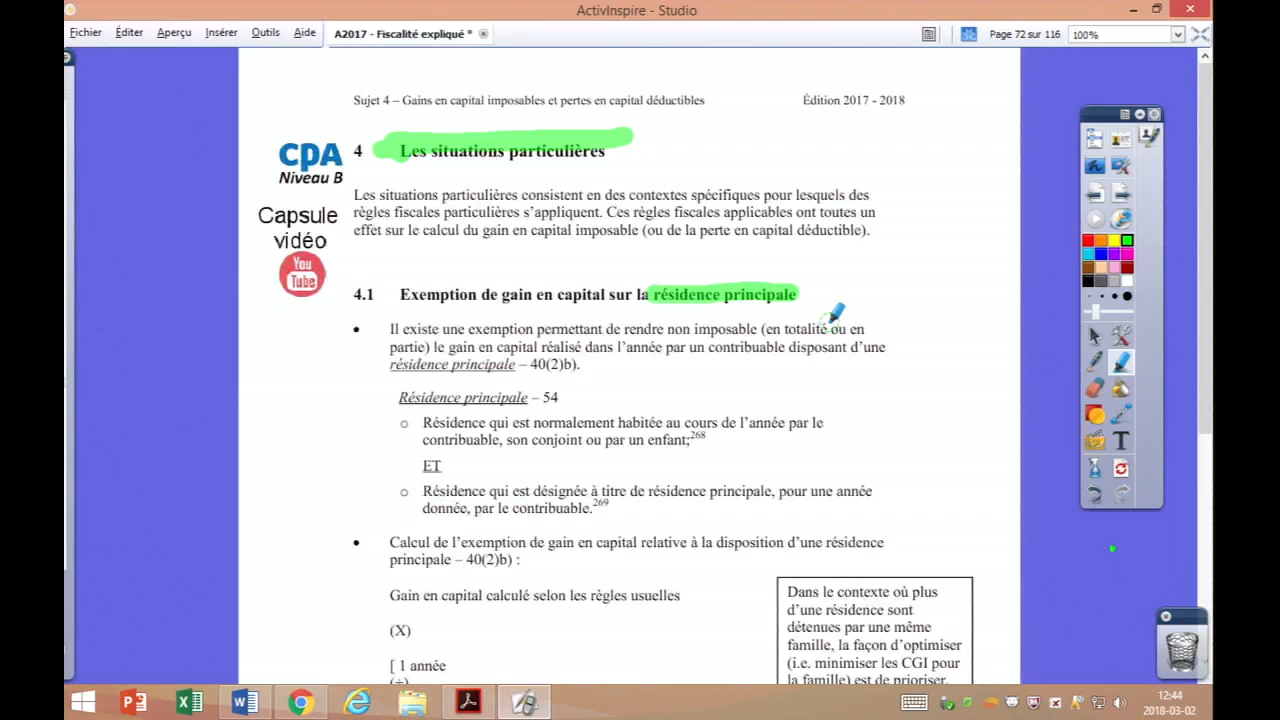 ActivInspire - Studio
Fichier Éditer Aperçu Insérer Outils Aide
A2017 - Fiscalité expliqué *
Page 72 sur 116
100%
Sujet 4 – Gains en capital imposables et pertes en capital déductibles
Édition 2017 - 2018
CPA
Niveau B
4 Les situations particulières
Les situations particulières consistent en des contextes spécifiques pour lesquels des
règles fiscales particulières s’appliquent. Ces règles fiscales applicables ont toutes un
effet sur le calcul du gain en capital imposable (ou de la perte en capital déductible).
Capsule
vidéo
You
Tube
4.1 Exemption de gain en capital sur la résidence principale
• Il existe une exemption permettant de rendre non imposable (en totalité ou en
partie) le gain en capital réalisé dans l’année par un contribuable disposant d’une
résidence principale – 40(2)b).
Résidence principale – 54
o Résidence qui est normalement habitée au cours de l’année par le
contribuable, son conjoint ou par un enfant;268
ET
o Résidence qui est désignée à titre de résidence principale, pour une année
donnée, par le contribuable.269
• Calcul de l’exemption de gain en capital relative à la disposition d’une résidence
principale – 40(2)b) :
Gain en capital calculé selon les règles usuelles
(X)
[ 1 année
(÷)
Dans le contexte où plus
d’une résidence sont
détenues par une même
famille, la façon d’optimiser
(i.e. minimiser les CGI pour
la famille) est de prioriser,
T
12:44
2018-03-02